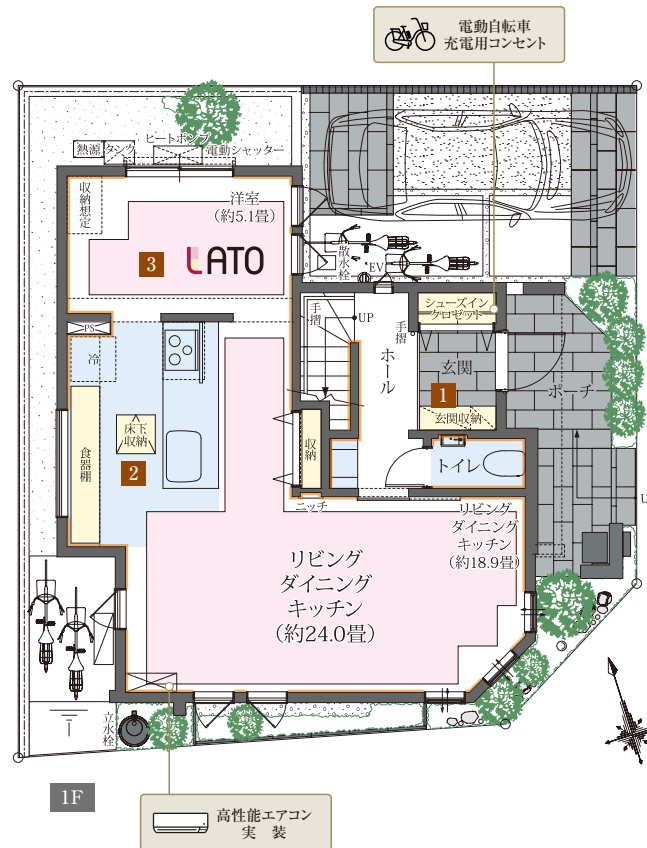 電動自転車
充電用コンセント
ヒートポンプ
熱源
タンク
電動シャッター
収納想定
洋室
(約5.1畳)
3
LATO
散水栓
EV
手摺
UP
手摺
シューズイン
クロゼット
ホール
玄関
1
玄関収納
ポーチ
PS
冷
床下
収納
2
食器棚
収納
トイレ
U
ニッチ
リビング
ダイニング
キッチン
(約18.9畳)
リビング
ダイニング
キッチン
(約24.0畳)
立水栓
1F
高性能エアコン
実 装